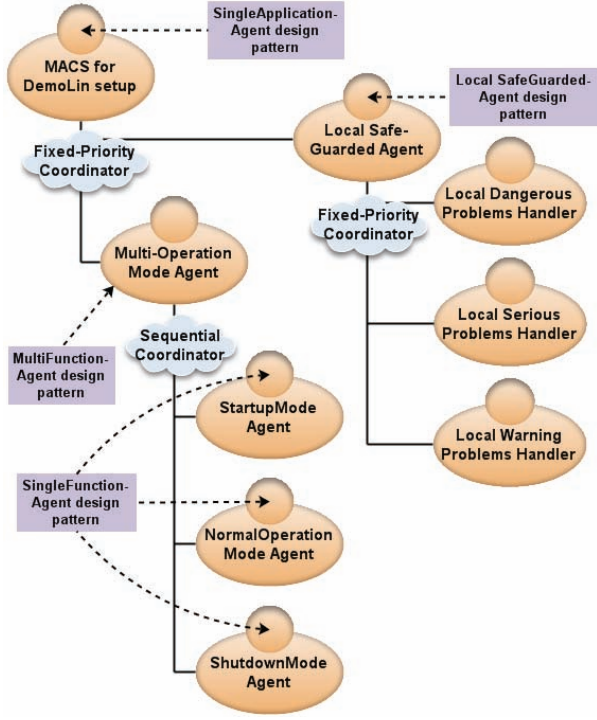 SingleApplication-
Agent design
pattern
MACS for
DemoLin setup
Local SafeGuarded-
Agent design
pattern
Local Safe-
Guarded Agent
Fixed-Priority
Coordinator
Local Dangerous
Problems Handler
Fixed-Priority
Coordinator
Multi-Operation
Mode Agent
Local Serious
Problems Handler
Sequential
Coordinator
MultiFunction-
Agent design
pattern
StartupMode
Agent
Local Warning
Problems Handler
SingleFunction-
Agent design
pattern
NormalOperation
Mode Agent
ShutdownMode
Agent